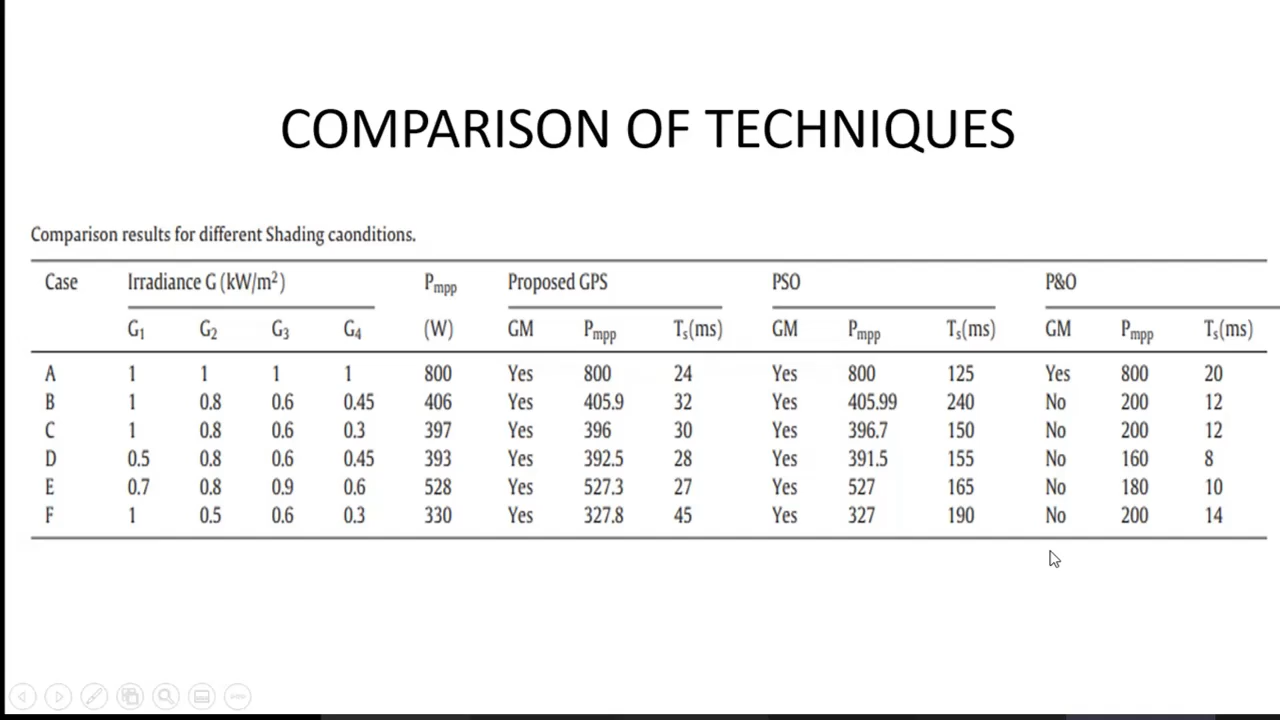 COMPARISON OF TECHNIQUES
Comparison results for different Shading caonditions.
Case Irradiance G (kW/m²) Pmpp Proposed GPS PSO P&O
G1 G2 G3 G4 (W) GM Pmpp Ts(ms) GM Pmpp Ts(ms) GM Pmpp Ts(ms)
A 1 1 1 1 800 Yes 800 24 Yes 800 125 Yes 800 20
B 1 0.8 0.6 0.45 406 Yes 405.9 32 Yes 405.99 240 No 200 12
C 1 0.8 0.6 0.3 397 Yes 396 30 Yes 396.7 150 No 200 12
D 0.5 0.8 0.6 0.45 393 Yes 392.5 28 Yes 391.5 155 No 160 8
E 0.7 0.8 0.9 0.6 528 Yes 527.3 27 Yes 527 165 No 180 10
F 1 0.5 0.6 0.3 330 Yes 327.8 45 Yes 327 190 No 200 14